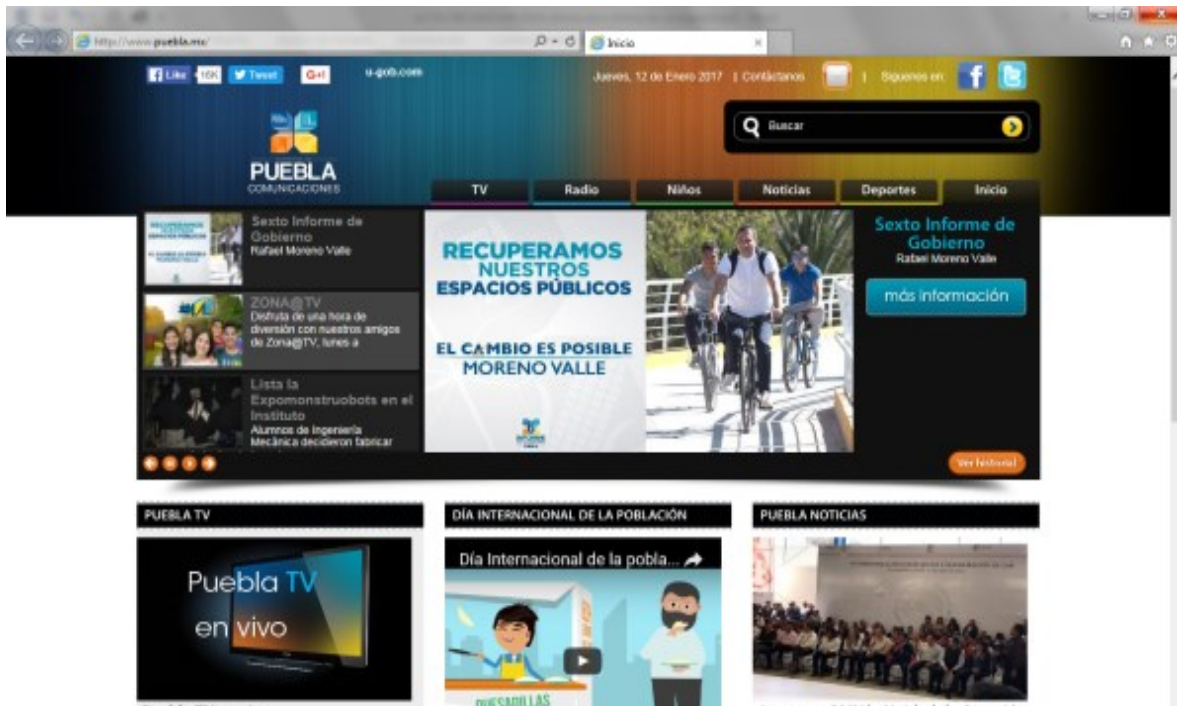 http://www.puebla.mx/
Inicio
Like 16K Tweet G+1 u-gob.com
Jueves, 12 de Enero 2017 | Contáctanos | Síguenos en:
Buscar
PUEBLA
COMUNICACIONES
TV Radio Niños Noticias Deportes Inicio
Sexto Informe de
Gobierno
Rafael Moreno Valle
ZONA@TV
Disfruta de una hora de
diversión con nuestros amigos
de Zona@TV, lunes a
Lista la
Expomonstruobots en el
Instituto
Alumnos de Ingeniería
Mecánica decidieron fabricar
RECUPERAMOS
NUESTROS
ESPACIOS PÚBLICOS
EL CAMBIO ES POSIBLE
MORENO VALLE
Sexto Informe de
Gobierno
Rafael Moreno Valle
más información
Ver historial
PUEBLA TV
Puebla TV
en vivo
DÍA INTERNACIONAL DE LA POBLACIÓN
Día Internacional de la pobla...
QUESADILLAS
PUEBLA NOTICIAS